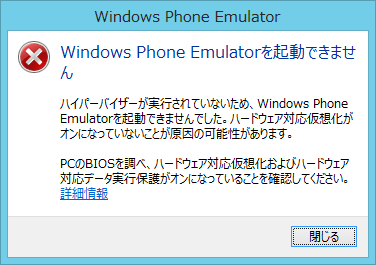 Windows Phone Emulator
Windows Phone Emulatorを起動できませ
ん
ハイパーバイザーが実行されていないため、Windows Phone
Emulatorを起動できませんでした。ハードウェア対応仮想化が
オンになっていないことが原因の可能性があります。
PCのBIOSを調べ、ハードウェア対応仮想化およびハードウェア
対応データ実行保護がオンになっていることを確認してください。
詳細情報
閉じる